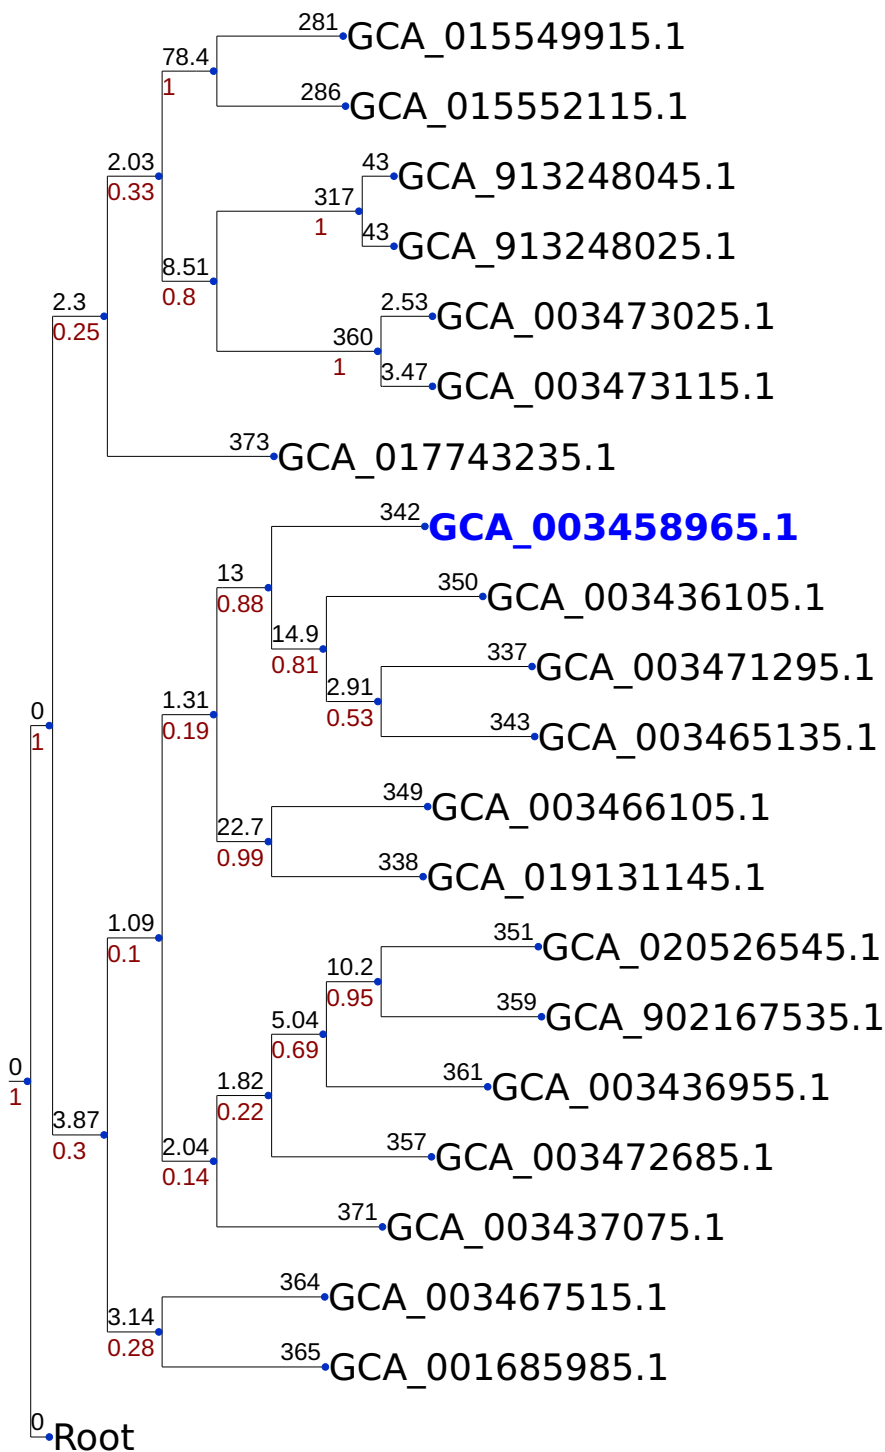 281 GCA_015549915.1
78.4
1
286 GCA_015552115.1
2.03
43 GCA_913248045.1
0.33
317
1
43 GCA_913248025.1
8.51
0.8
2.3
2.53 GCA_003473025.1
0.25
360
1
3.47 GCA_003473115.1
373 GCA_017743235.1
342 GCA_003458965.1
13
0.88
350 GCA_003436105.1
14.9
0.81
337 GCA_003471295.1
2.91
0.53
1.31
0.19
0
1
343 GCA_003465135.1
349 GCA_003466105.1
22.7
0.99
338 GCA_019131145.1
1.09
0.1
351 GCA_020526545.1
10.2
0.95
359 GCA_902167535.1
5.04
0.69
0
1
361 GCA_003436955.1
1.82
0.22
3.87
0.3
357 GCA_003472685.1
2.04
0.14
371 GCA_003437075.1
364 GCA_003467515.1
3.14
0.28
365 GCA_001685985.1
0 Root